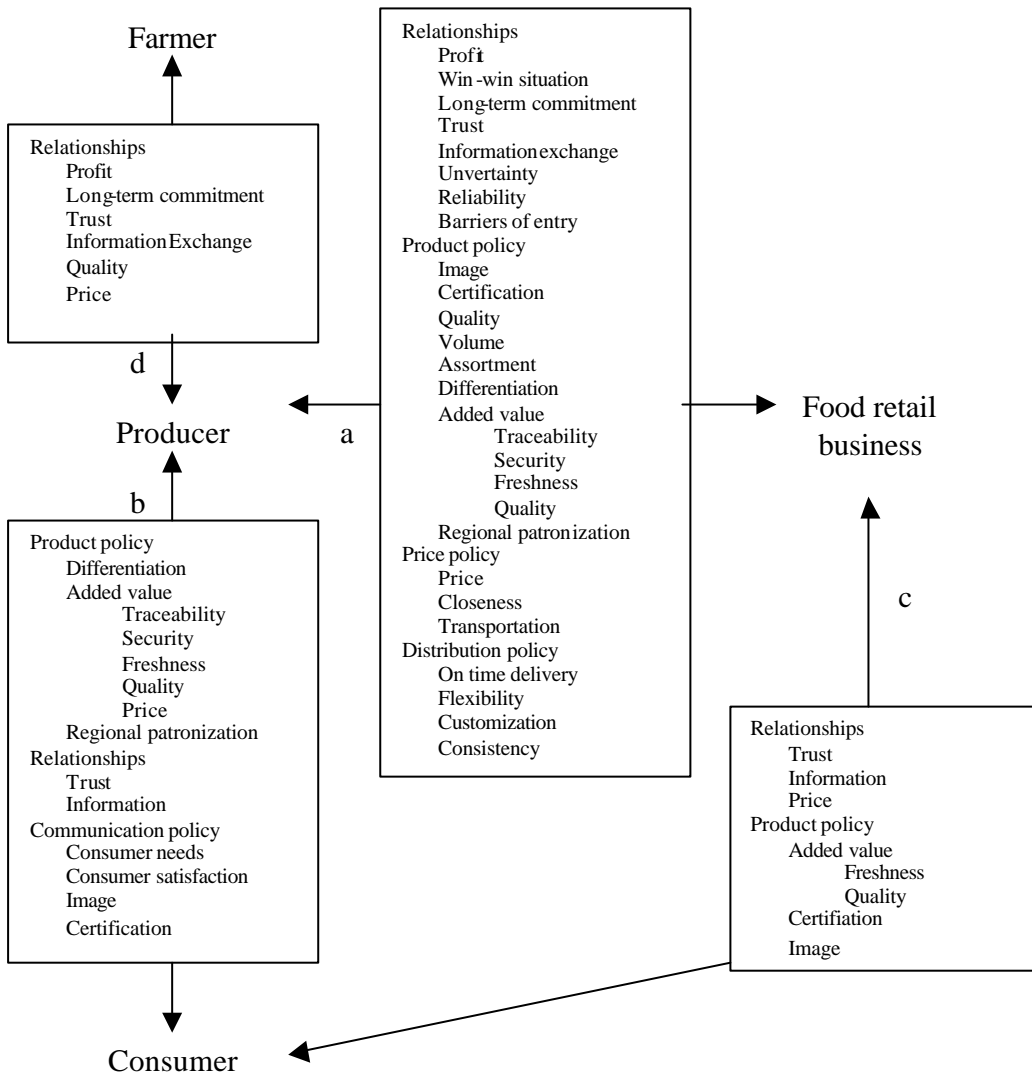 Farmer
Relationships
Profit
Long-term commitment
Trust
Information Exchange
Quality
Price
d
Producer
b
Product policy
Differentiation
Added value
Traceability
Security
Freshness
Quality
Price
Regional patronization
Relationships
Trust
Information
Communication policy
Consumer needs
Consumer satisfaction
Image
Certification
Consumer
Relationships
Profit
Win-win situation
Long-term commitment
Trust
Information exchange
Unvertainty
Reliability
Barriers of entry
Product policy
Image
Certification
Quality
Volume
Assortment
Differentiation
Added value
Traceability
Security
Freshness
Quality
Regional patronization
Price policy
Price
Closeness
Transportation
Distribution policy
On time delivery
Flexibility
Customization
Consistency
a
Food retail
business
c
Relationships
Trust
Information
Price
Product policy
Added value
Freshness
Quality
Certifiation
Image